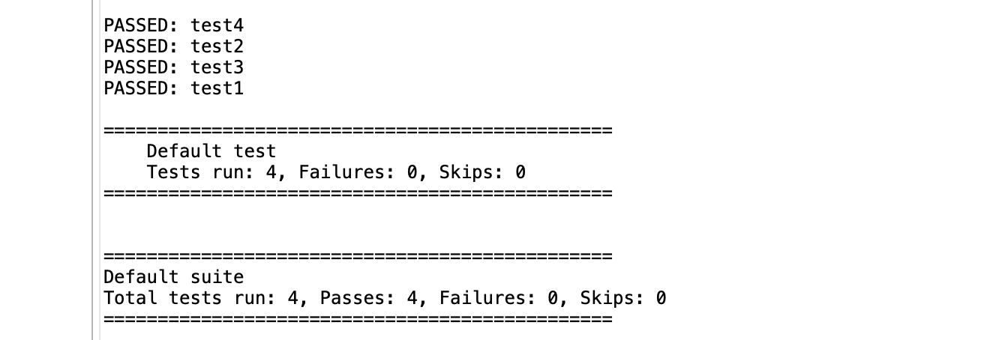 PASSED: test4
PASSED: test2
PASSED: test3
PASSED: test1
===============================================
    Default test
    Tests run: 4, Failures: 0, Skips: 0
===============================================
===============================================
Default suite
Total tests run: 4, Passes: 4, Failures: 0, Skips: 0
===============================================